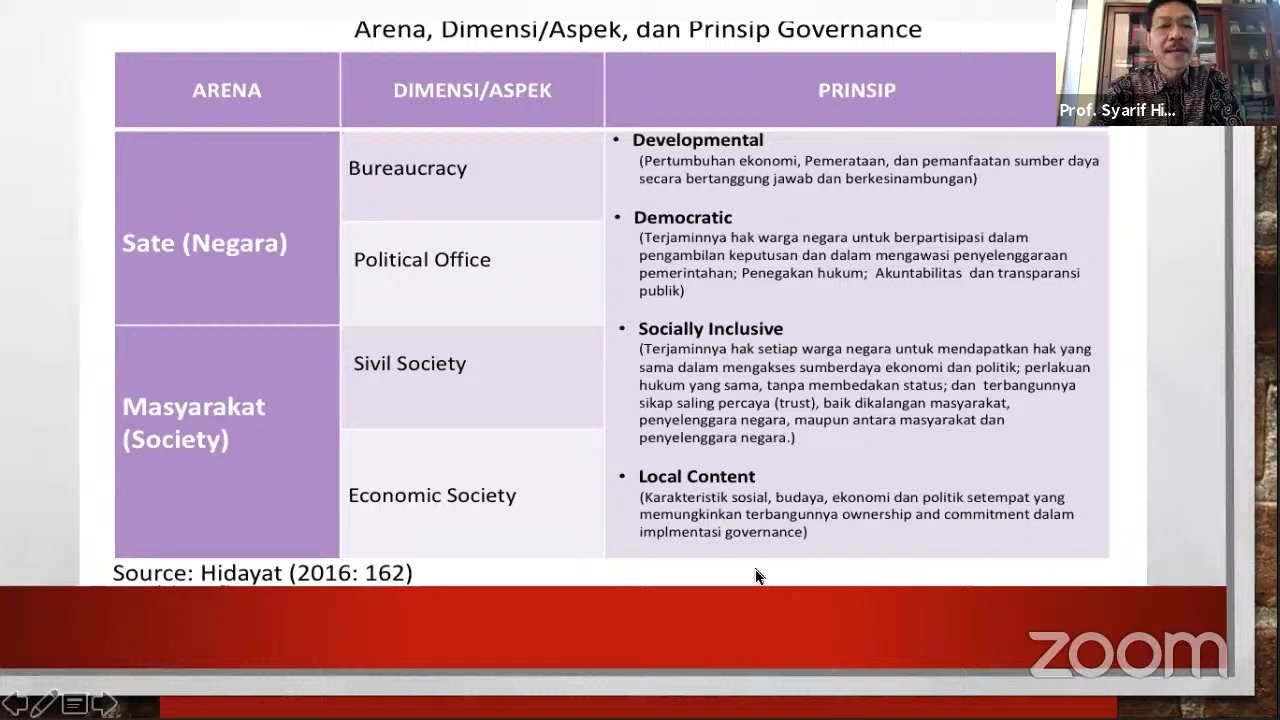 Arena, Dimensi/Aspek, dan Prinsip Governance
ARENA
DIMENSI/ASPEK
PRINSIP
Prof. Syarif Hi...
Sate (Negara)
Bureaucracy
Political Office
Masyarakat
(Society)
Sivil Society
Economic Society
• Developmental
(Pertumbuhan ekonomi, Pemerataan, dan pemanfaatan sumber daya
secara bertanggung jawab dan berkesinambungan)
• Democratic
(Terjaminnya hak warga negara untuk berpartisipasi dalam
pengambilan keputusan dan dalam mengawasi penyelenggaraan
pemerintahan; Penegakan hukum; Akuntabilitas dan transparansi
publik)
• Socially Inclusive
(Terjaminnya hak setiap warga negara untuk mendapatkan hak yang
sama dalam mengakses sumberdaya ekonomi dan politik; perlakuan
hukum yang sama, tanpa membedakan status; dan terbangunnya
sikap saling percaya (trust), baik dikalangan masyarakat,
penyelenggara negara, maupun antara masyarakat dan
penyelenggara negara.)
• Local Content
(Karakteristik sosial, budaya, ekonomi dan politik setempat yang
memungkinkan terbangunnya ownership and commitment dalam
implmentasi governance)
Source: Hidayat (2016: 162)
zoom